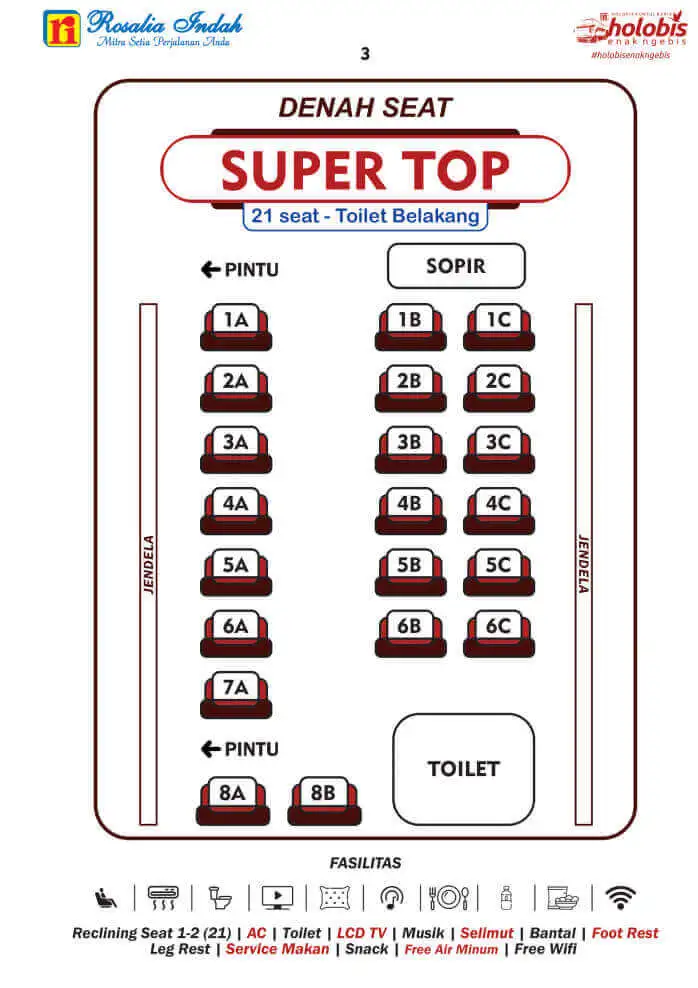 ri Rosalia Indah
Mitra Setia Perjalanan Anda
holobis
enak ngebis
#holobisenakngebis
3
DENAH SEAT
SUPER TOP
21 seat - Toilet Belakang
PINTU
SOPIR
1A 1B 1C
2A 2B 2C
3A 3B 3C
4A 4B 4C
5A 5B 5C
6A 6B 6C
JENDELA
JENDELA
7A
PINTU
TOILET
8A 8B
FASILITAS
Reclining Seat 1-2 (21) | AC | Toilet | LCD TV | Musik | Selimut | Bantal | Foot Rest
Leg Rest | Service Makan | Snack | Free Air Minum | Free Wifi